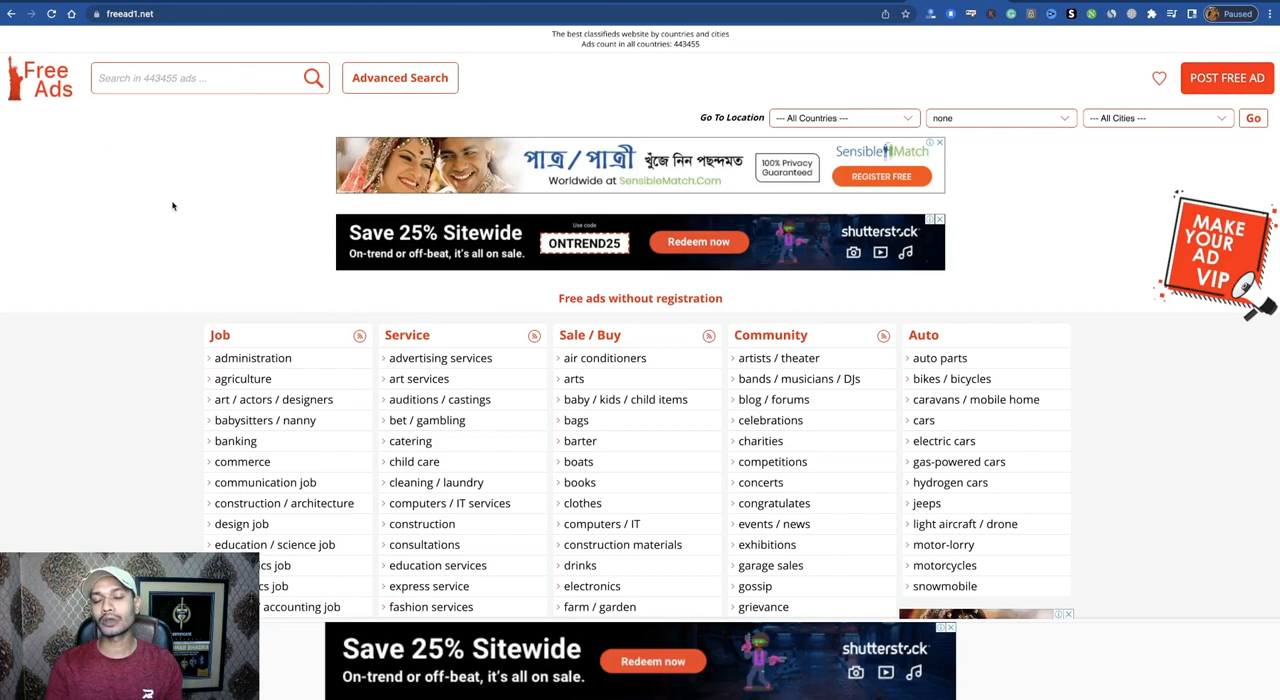 freead1.net
Paused
The best classifieds website by countries and cities
Ads count in all countries: 443455
Free Ads
Search in 443455 ads ...
Advanced Search
POST FREE AD
Go To Location
--- All Countries ---
none
--- All Cities ---
Go
পাত্র / পাত্রী খুঁজে নিন পছন্দমত
Worldwide at SensibleMatch.Com
100% Privacy
Guaranteed
Sensible Match
REGISTER FREE
Save 25% Sitewide
On-trend or off-beat, it's all on sale.
Use code
ONTREND25
Redeem now
shutterstock
MAKE
YOUR
AD
VIP
Free ads without registration
Job
administration
agriculture
art / actors / designers
babysitters / nanny
banking
commerce
communication job
construction / architecture
design job
education / science job
cs job
cs job
/ accounting job
Service
advertising services
art services
auditions / castings
bet / gambling
catering
child care
cleaning / laundry
computers / IT services
construction
consultations
education services
express service
fashion services
Sale / Buy
air conditioners
arts
baby / kids / child items
bags
barter
boats
books
clothes
computers / IT
construction materials
drinks
electronics
farm / garden
Community
artists / theater
bands / musicians / DJs
blog / forums
celebrations
charities
competitions
concerts
congratulates
events / news
exhibitions
garage sales
gossip
grievance
Auto
auto parts
bikes / bicycles
caravans / mobile home
cars
electric cars
gas-powered cars
hydrogen cars
jeeps
light aircraft / drone
motor-lorry
motorcycles
snowmobile
CERTIFICATE
Save 25% Sitewide
On-trend or off-beat, it's all on sale.
Redeem now
shutterstock